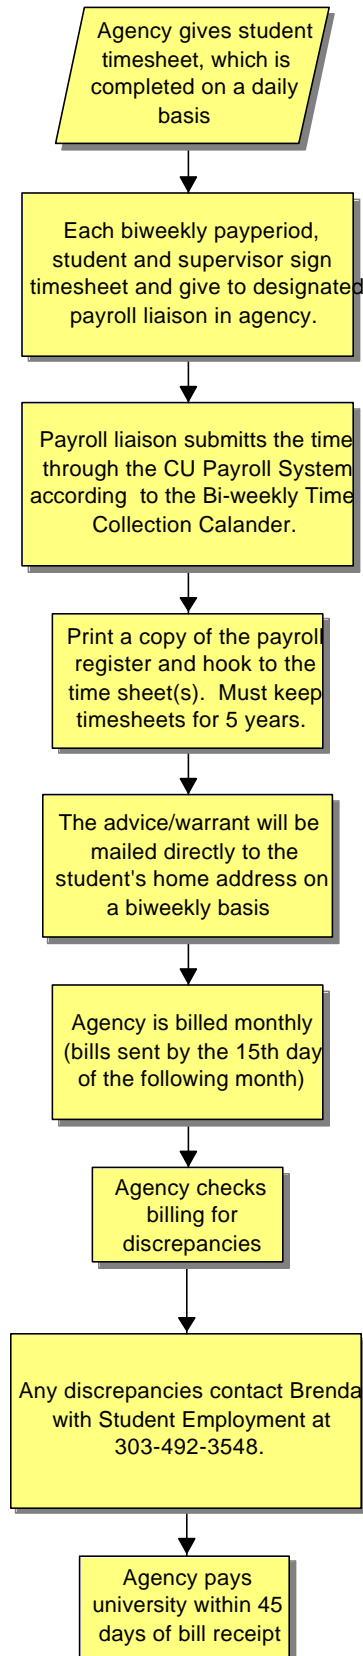 Agency gives student
timesheet, which is
completed on a daily
basis
Each biweekly payperiod,
student and supervisor sign
timesheet and give to designated
payroll liaison in agency.
Payroll liaison submitts the time
through the CU Payroll System
according to the Bi-weekly Time
Collection Calander.
Print a copy of the payroll
register and hook to the
time sheet(s). Must keep
timesheets for 5 years.
The advice/warrant will be
mailed directly to the
student's home address on
a biweekly basis
Agency is billed monthly
(bills sent by the 15th day
of the following month)
Agency checks
billing for
discrepancies
Any discrepancies contact Brenda
with Student Employment at
303-492-3548.
Agency pays
university within 45
days of bill receipt